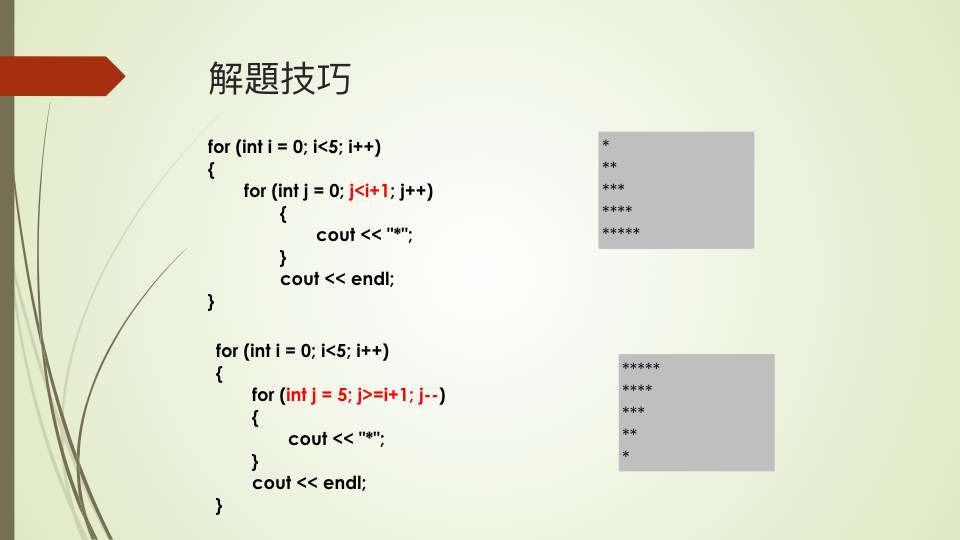 解題技巧
for (int i = 0; i<5; i++)
{
for (int j = 0; j<i+1; j++)
{
cout << "*";
}
cout << endl;
}
*
**
***
****
*****
for (int i = 0; i<5; i++)
{
for (int j = 5; j>=i+1; j--)
{
cout << "*";
}
cout << endl;
}
*****
****
***
**
*